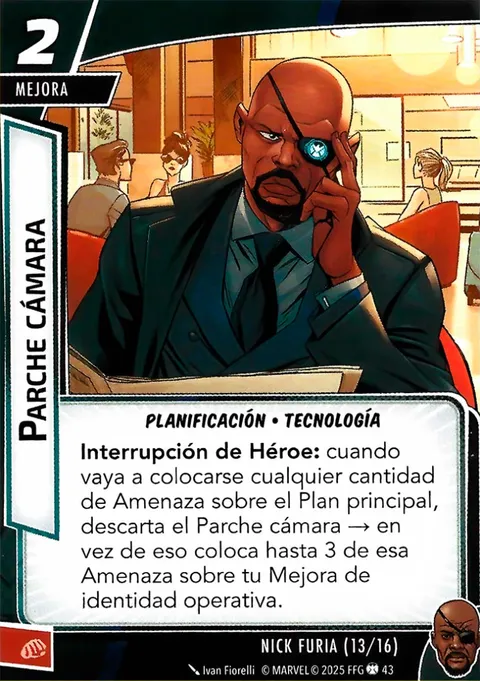 2
MEJORA
PARCHE CÁMARA
PLANIFICACIÓN • TECNOLOGÍA
Interrupción de Héroe: cuando
vaya a colocarse cualquier cantidad
de Amenaza sobre el Plan principal,
descarta el Parche cámara → en
vez de eso coloca hasta 3 de esa
Amenaza sobre tu Mejora de
identidad operativa.
NICK FURIA (13/16)
Ivan Fiorelli © MARVEL © 2025 FFG 43